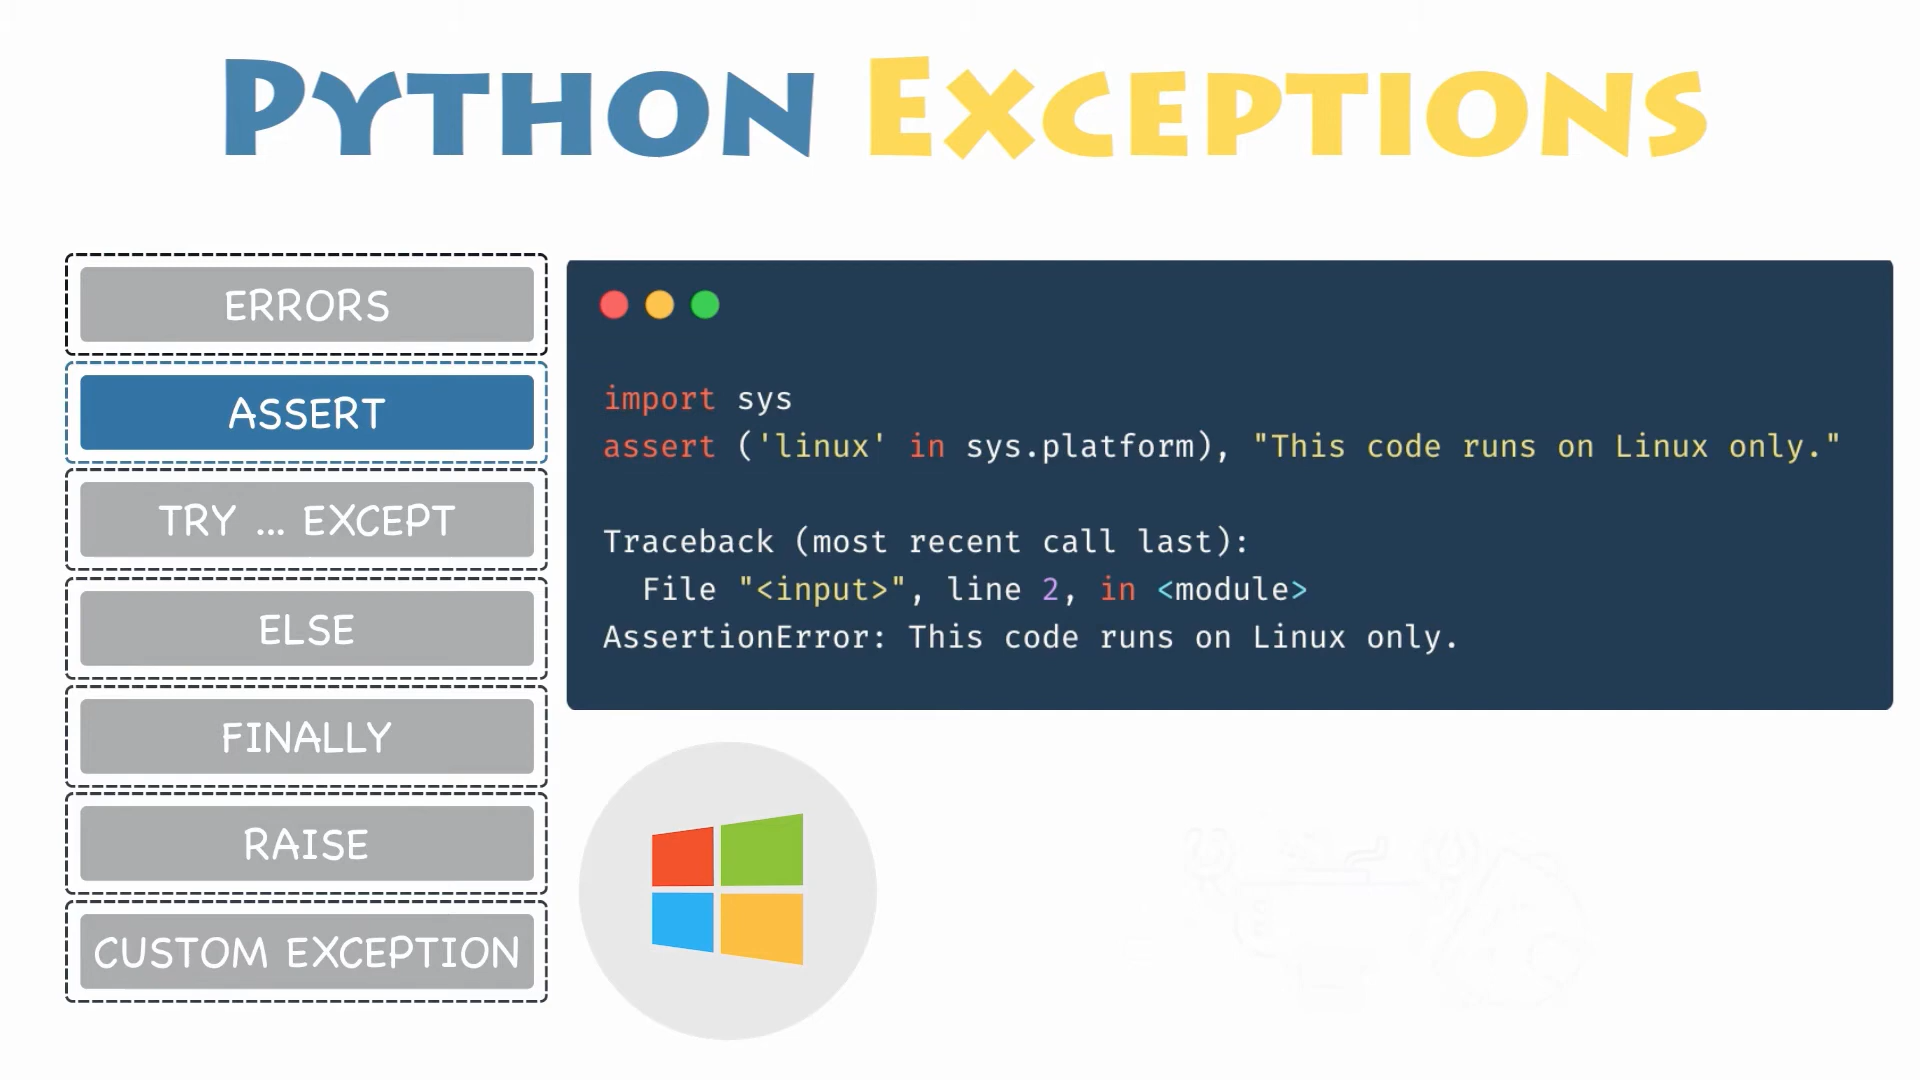 PYTHON EXCEPTIONS
ERRORS
ASSERT
TRY ... EXCEPT
ELSE
FINALLY
RAISE
CUSTOM EXCEPTION
import sys
assert ('linux' in sys.platform), "This code runs on Linux only."
Traceback (most recent call last):
  File "<input>", line 2, in <module>
AssertionError: This code runs on Linux only.